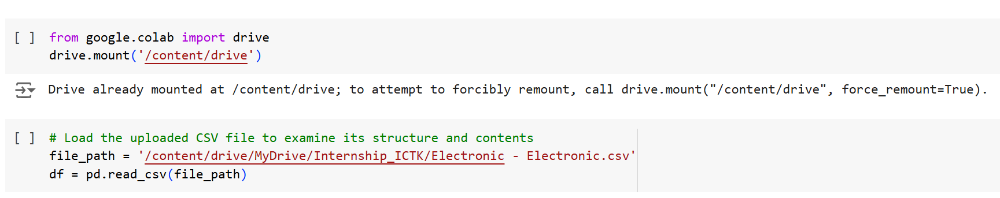 [ ] from google.colab import drive
drive.mount('/content/drive')
Drive already mounted at /content/drive; to attempt to forcibly remount, call drive.mount("/content/drive", force_remount=True).
[ ] # Load the uploaded CSV file to examine its structure and contents
file_path = '/content/drive/MyDrive/Internship_ICTK/Electronic - Electronic.csv'
df = pd.read_csv(file_path)